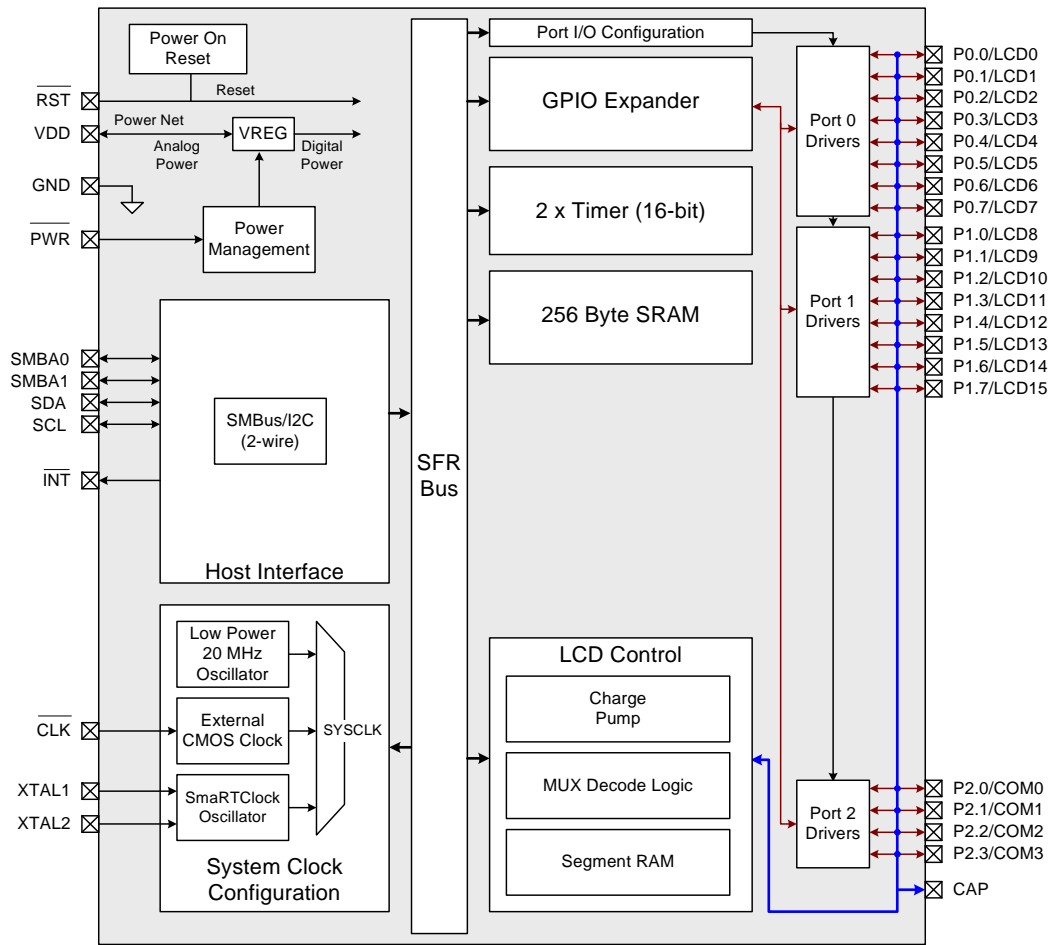 Power On
Reset
RST
Reset
VDD
Power Net
Analog
Power
VREG
Digital
Power
GND
PWR
Power
Management
SMBA0
SMBA1
SDA
SCL
INT
SMBus/I2C
(2-wire)
Host Interface
Low Power
20 MHz
Oscillator
CLK
External
CMOS Clock
SYSCLK
XTAL1
XTAL2
SmaRTClock
Oscillator
System Clock
Configuration
SFR
Bus
Port I/O Configuration
GPIO Expander
2 x Timer (16-bit)
256 Byte SRAM
LCD Control
Charge
Pump
MUX Decode Logic
Segment RAM
Port 0
Drivers
Port 1
Drivers
Port 2
Drivers
P0.0/LCD0
P0.1/LCD1
P0.2/LCD2
P0.3/LCD3
P0.4/LCD4
P0.5/LCD5
P0.6/LCD6
P0.7/LCD7
P1.0/LCD8
P1.1/LCD9
P1.2/LCD10
P1.3/LCD11
P1.4/LCD12
P1.5/LCD13
P1.6/LCD14
P1.7/LCD15
P2.0/COM0
P2.1/COM1
P2.2/COM2
P2.3/COM3
CAP